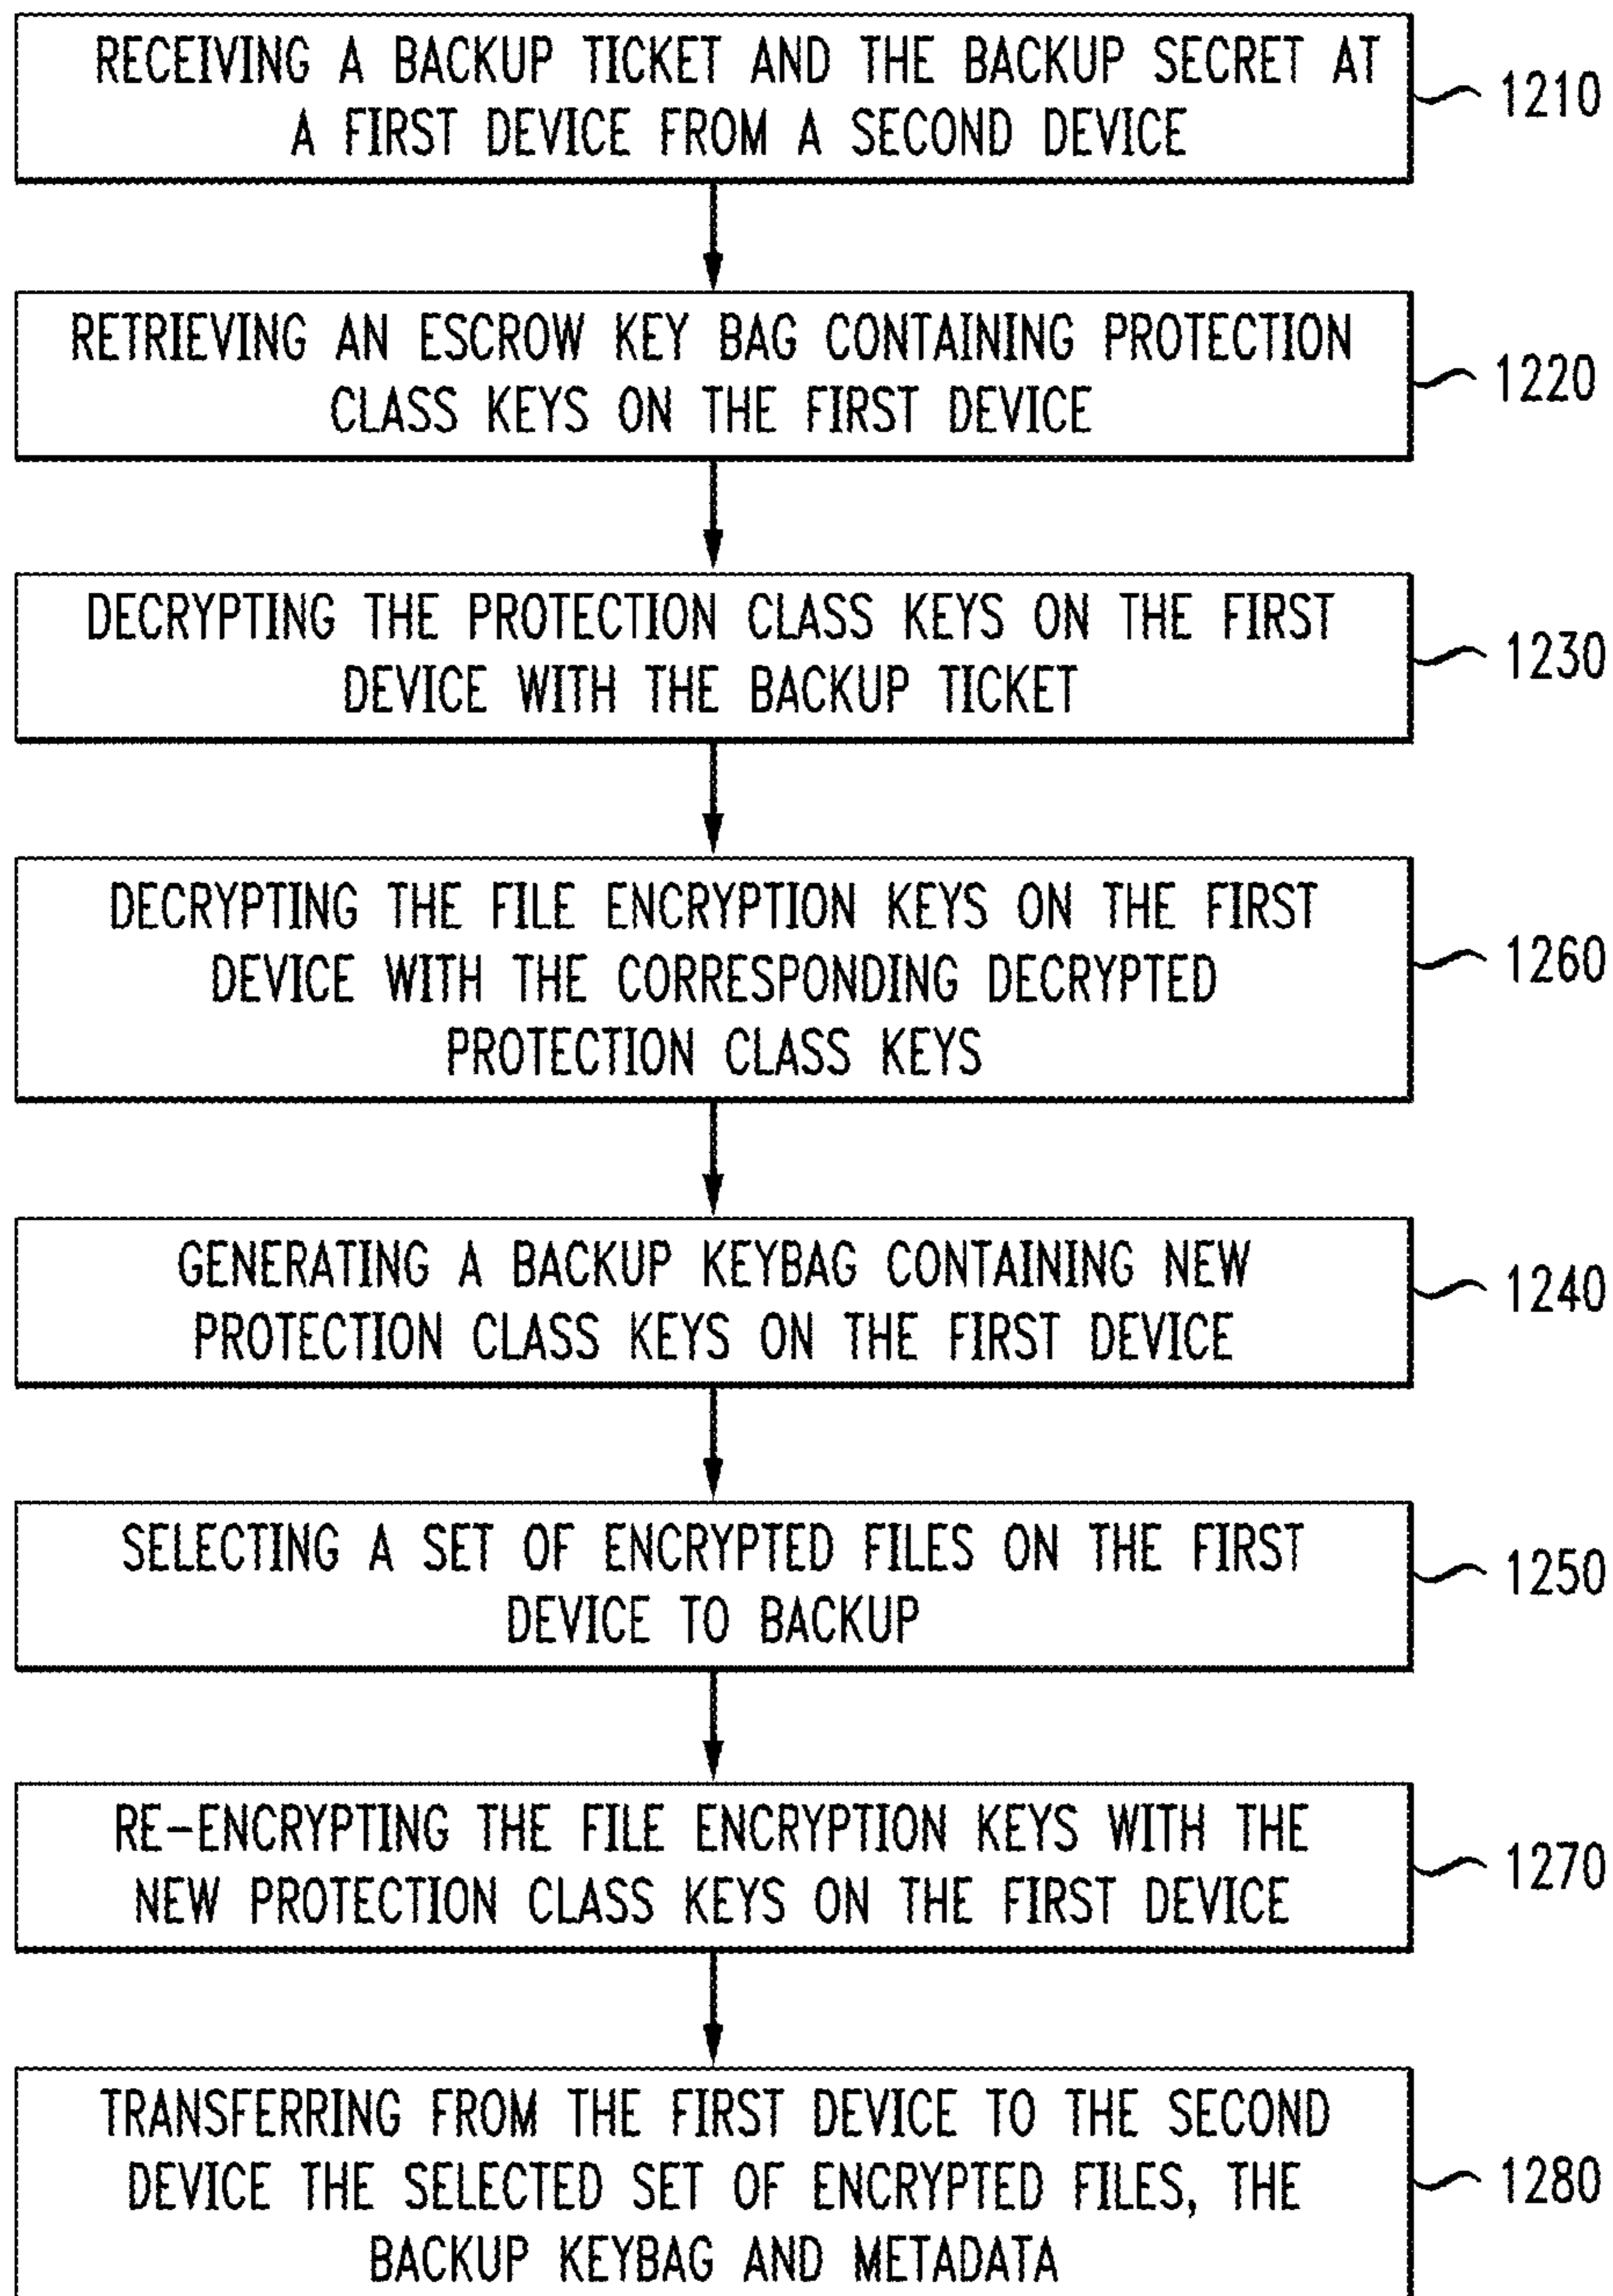 RECEIVING A BACKUP TICKET AND THE BACKUP SECRET AT
A FIRST DEVICE FROM A SECOND DEVICE
1210
RETRIEVING AN ESCROW KEY BAG CONTAINING PROTECTION
CLASS KEYS ON THE FIRST DEVICE
1220
DECRYPTING THE PROTECTION CLASS KEYS ON THE FIRST
DEVICE WITH THE BACKUP TICKET
1230
DECRYPTING THE FILE ENCRYPTION KEYS ON THE FIRST
DEVICE WITH THE CORRESPONDING DECRYPTED
PROTECTION CLASS KEYS
1260
GENERATING A BACKUP KEYBAG CONTAINING NEW
PROTECTION CLASS KEYS ON THE FIRST DEVICE
1240
SELECTING A SET OF ENCRYPTED FILES ON THE FIRST
DEVICE TO BACKUP
1250
RE-ENCRYPTING THE FILE ENCRYPTION KEYS WITH THE
NEW PROTECTION CLASS KEYS ON THE FIRST DEVICE
1270
TRANSFERRING FROM THE FIRST DEVICE TO THE SECOND
DEVICE THE SELECTED SET OF ENCRYPTED FILES, THE
BACKUP KEYBAG AND METADATA
1280